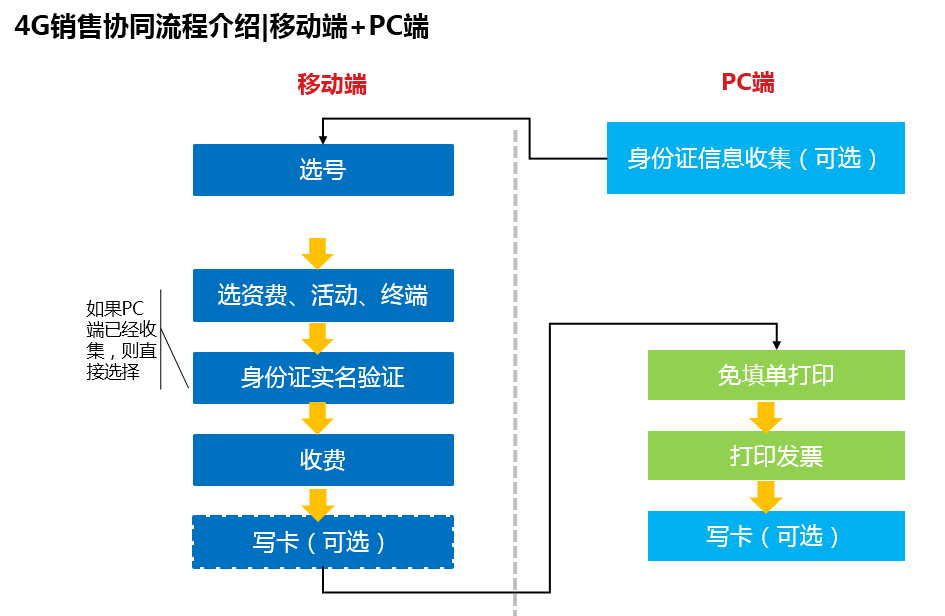 4G销售协同流程介绍|移动端+PC端
移动端
PC端
身份证信息收集（可选）
选号
选资费、活动、终端
如果PC
端已经收
集，则直
接选择
身份证实名验证
收费
写卡（可选）
免填单打印
打印发票
写卡（可选）